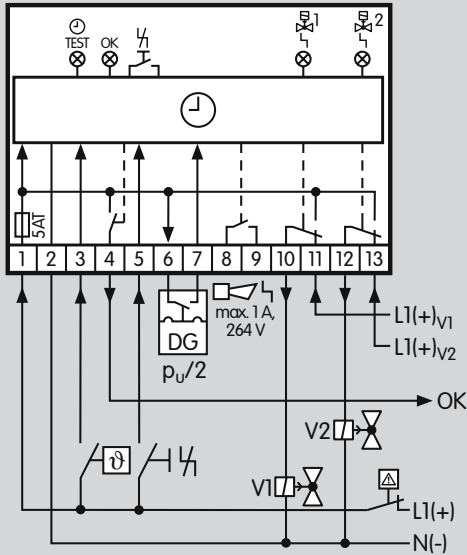 1 2
TEST OK
5AT
1 2 3 4 5 6 7 8 9 10 11 12 13
max. 1A,
264 V
DG
pU/2
L1(+)V1
L1(+)V2
OK
V2
ϑ
V1
L1(+)
N(-)